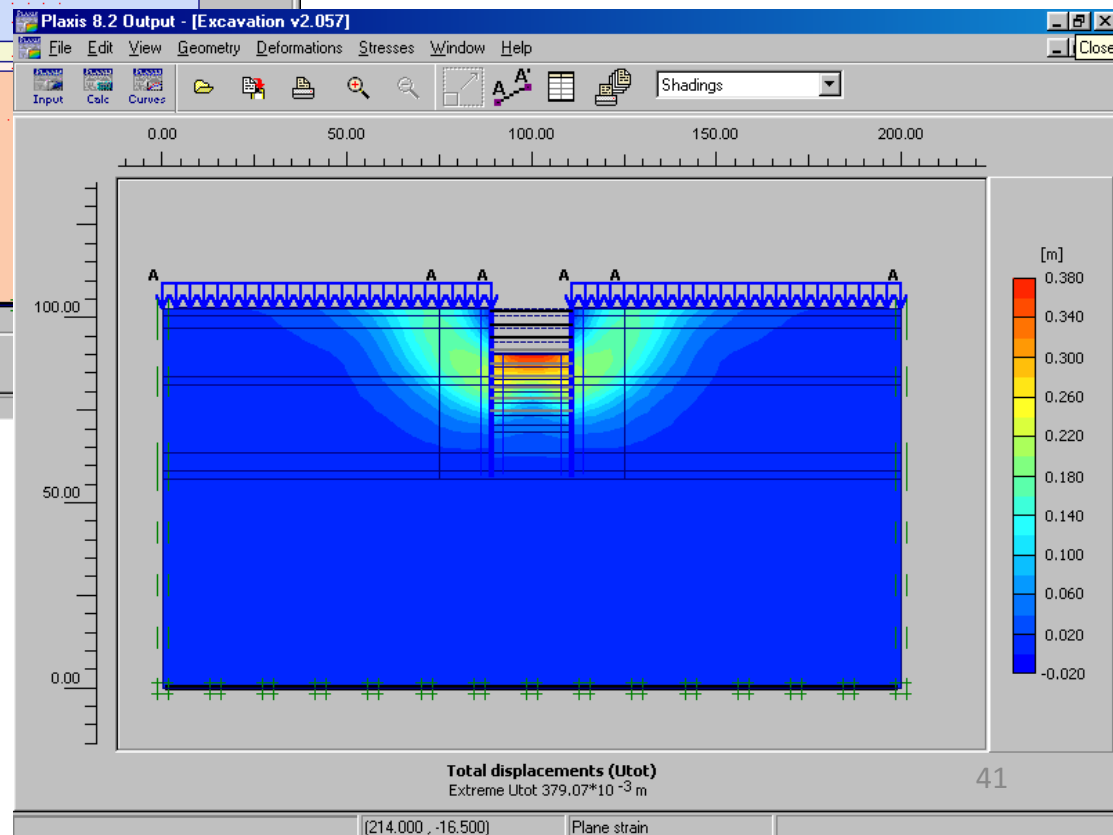 Plaxis 8.2 Output - [Excavation v2.057]
File Edit View Geometry Deformations Stresses Window Help
Close
Input Calc Curves A A' Shadings
0.00 50.00 100.00 150.00 200.00
A A A A A A
100.00
50.00
0.00
[m]
0.380
0.340
0.300
0.260
0.220
0.180
0.140
0.100
0.060
0.020
-0.020
Total displacements (Utot)
Extreme Utot 379.07*10 -3 m
41
(214.000 , -16.500) Plane strain